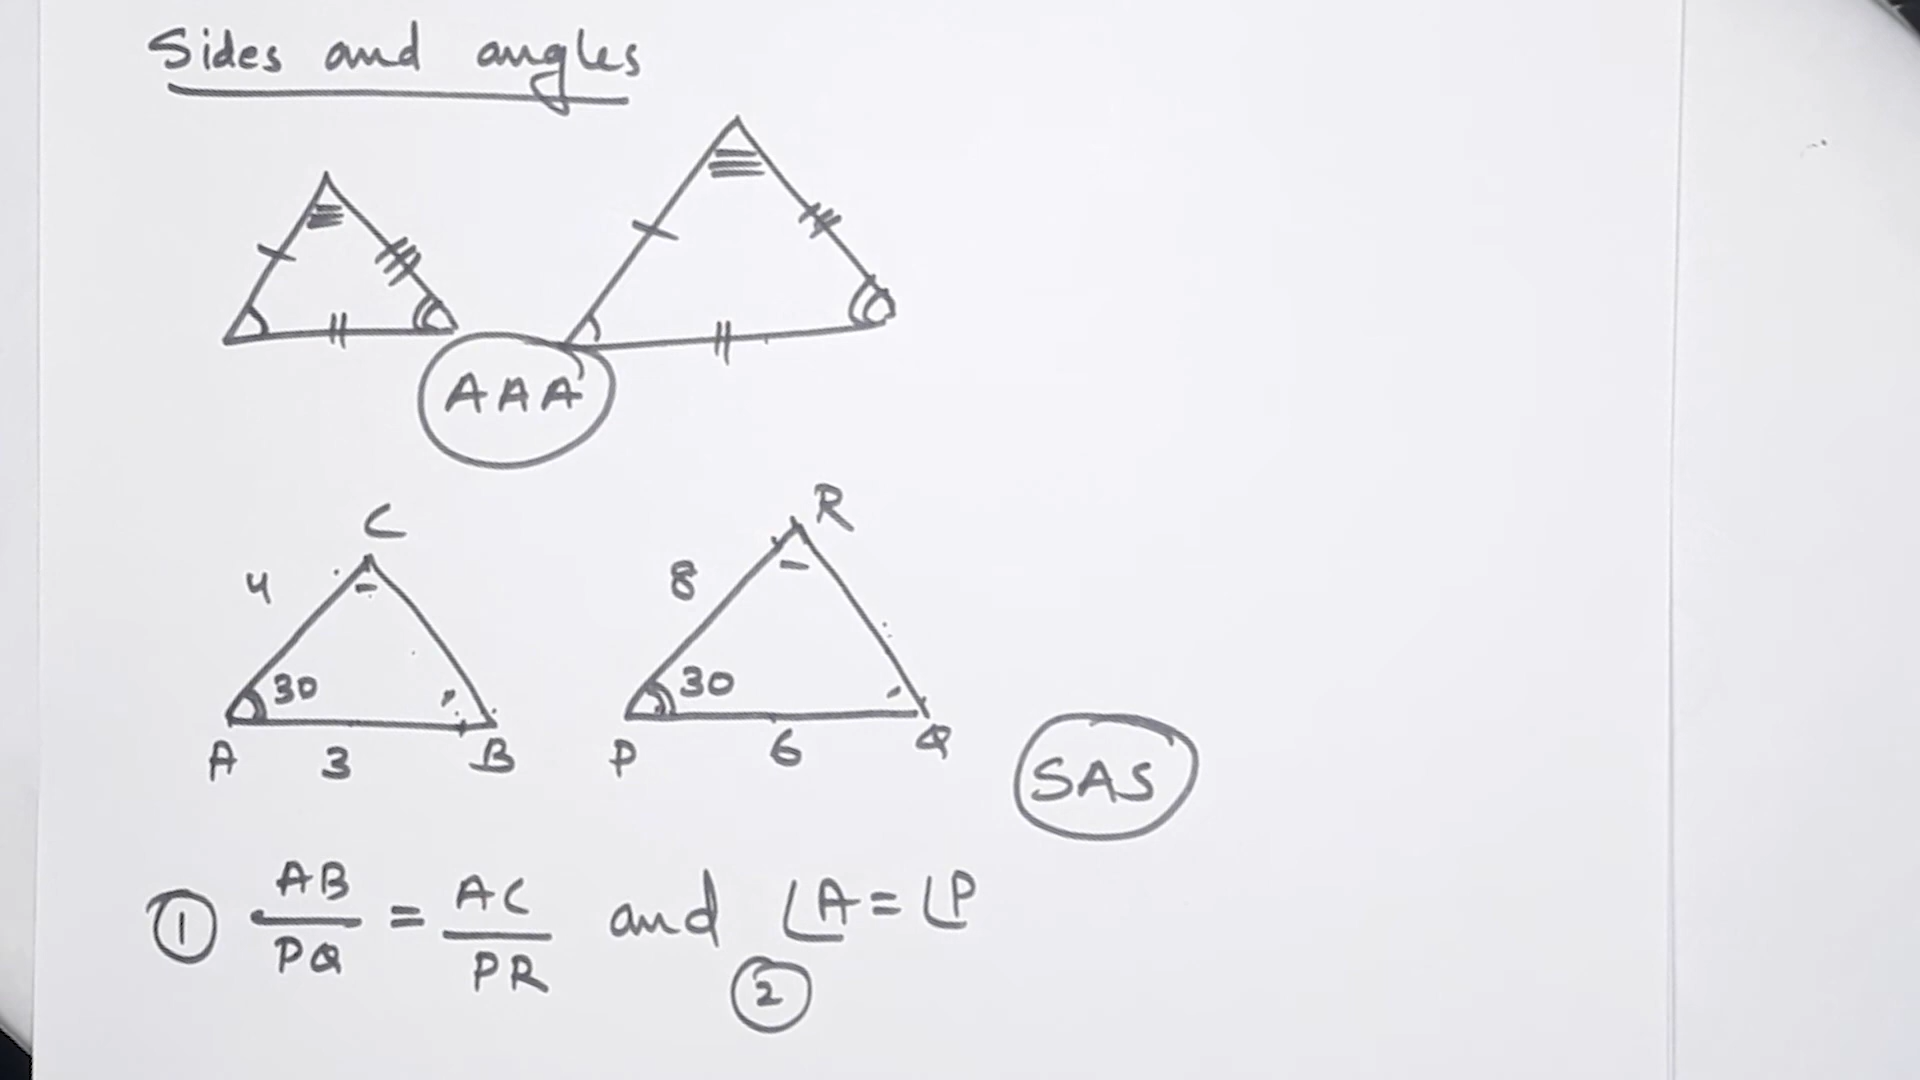 Sides and angles
AAA
C R
4 8
30 30
A 3 B P 6 Q
SAS
① AB/PQ = AC/PR and ∠A = ∠P
②